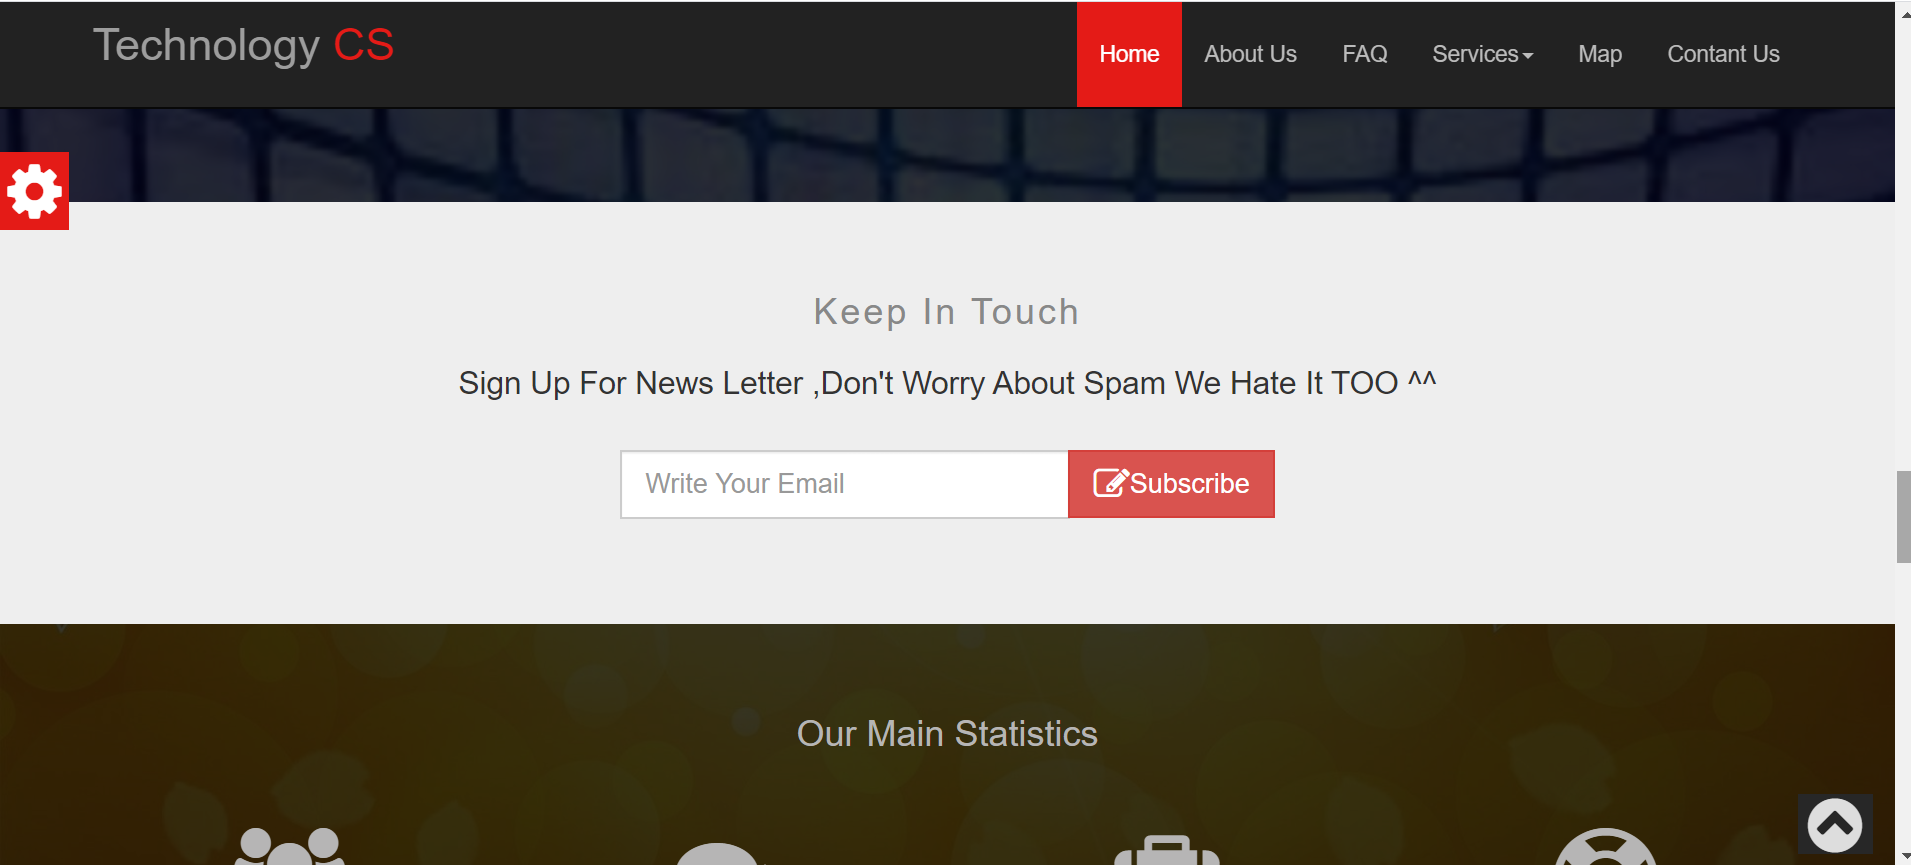 Technology CS
Home About Us FAQ Services Map Contant Us
Keep In Touch
Sign Up For News Letter ,Don't Worry About Spam We Hate It TOO ^^
Write Your Email Subscribe
Our Main Statistics